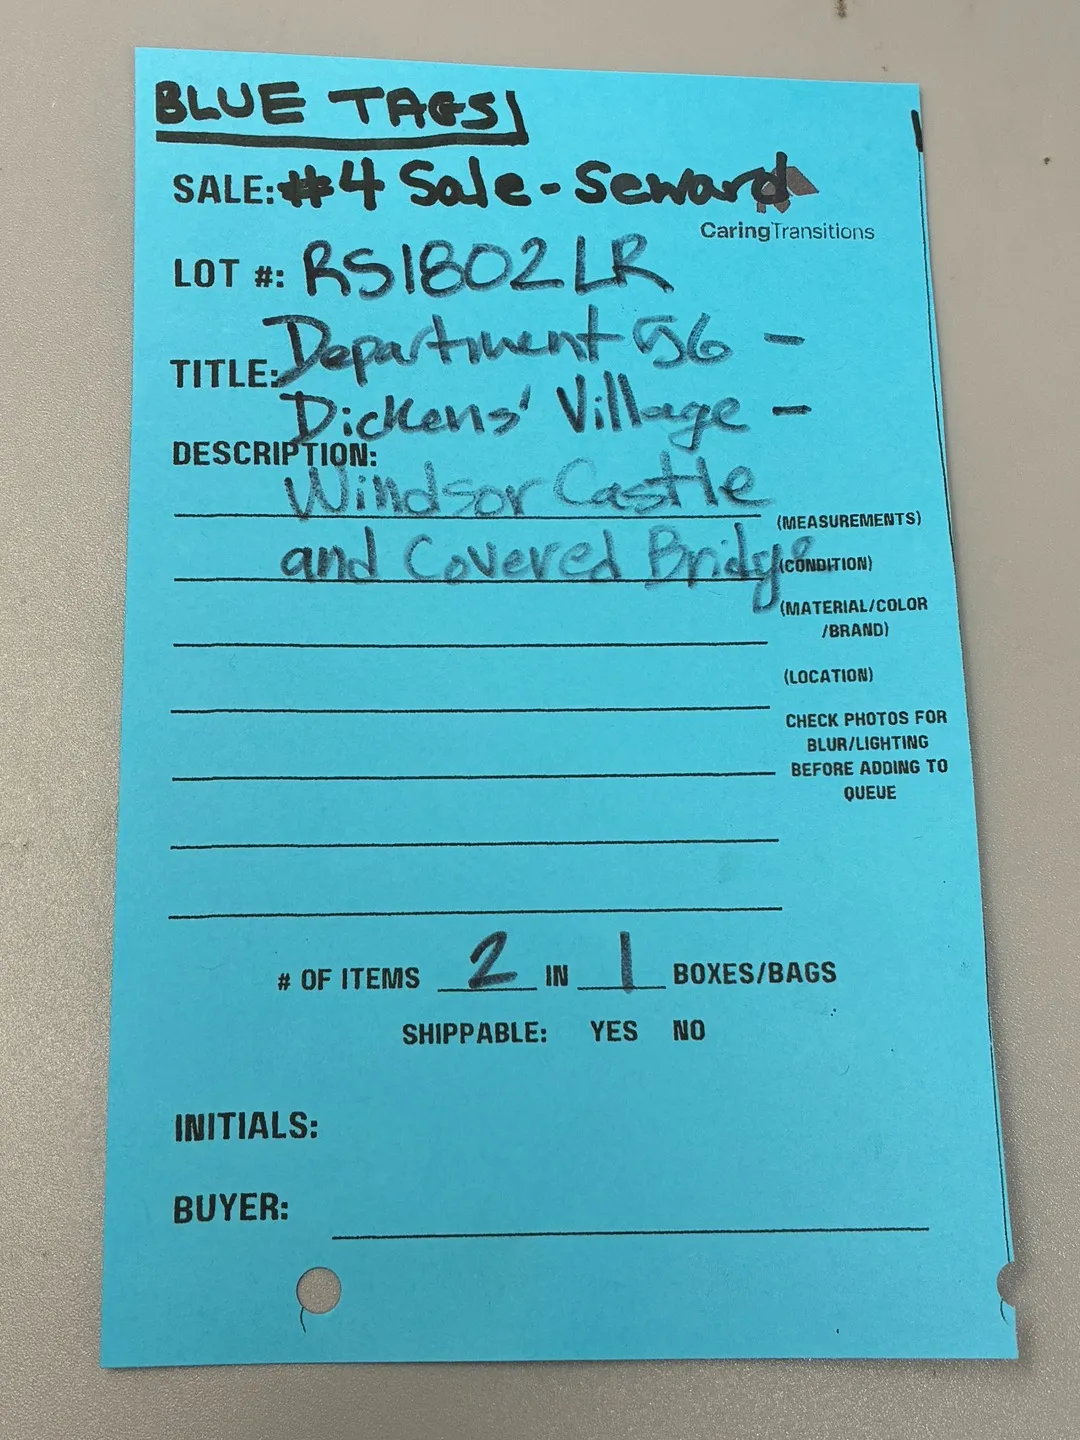 BLUE TAGS
SALE: #4 Sale - Seward
CaringTransitions
LOT #: RS1802LR
TITLE: Department 56 -
Dickens' Village -
DESCRIPTION:
Windsor Castle
(MEASUREMENTS)
and Covered Bridge
(CONDITION)
(MATERIAL/COLOR
/BRAND)
(LOCATION)
CHECK PHOTOS FOR
BLUR/LIGHTING
BEFORE ADDING TO
QUEUE
# OF ITEMS 2 IN 1 BOXES/BAGS
SHIPPABLE: YES NO
INITIALS:
BUYER: